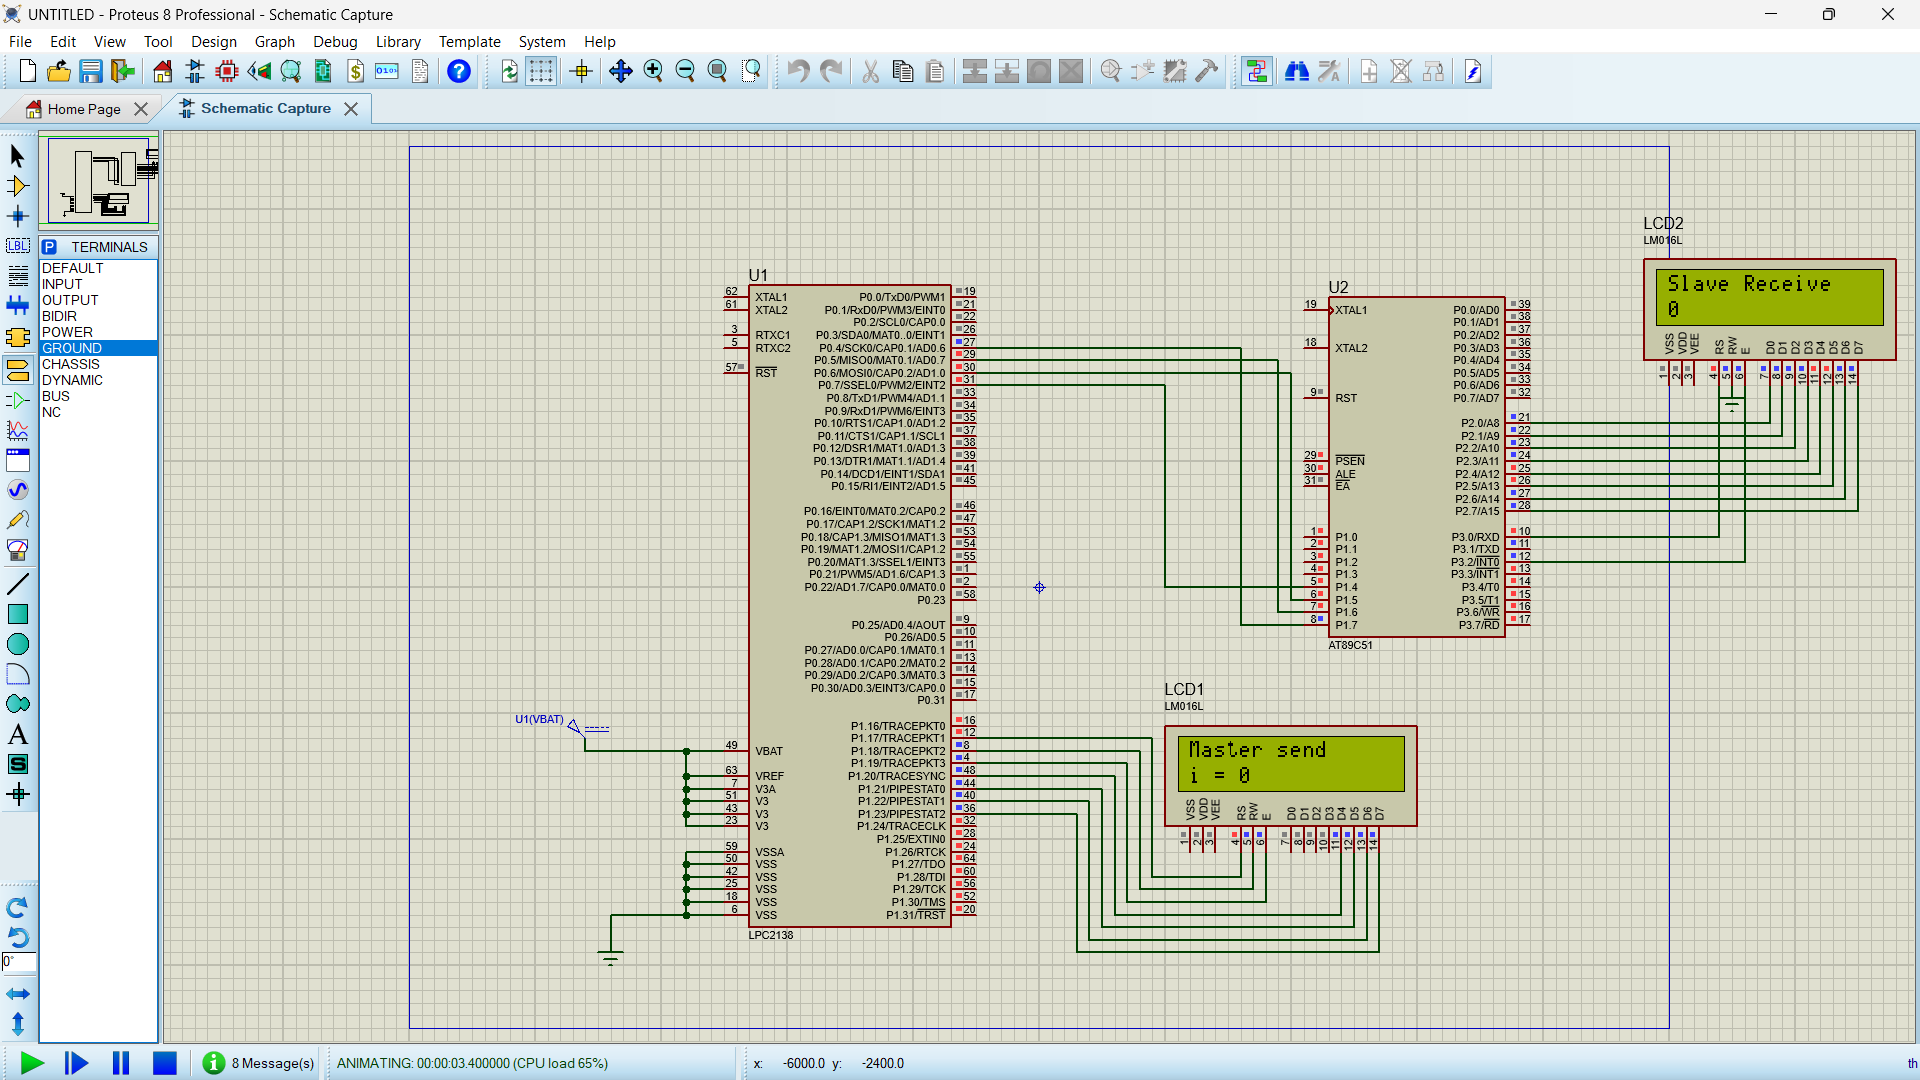 UNTITLED - Proteus 8 Professional - Schematic Capture
File Edit View Tool Design Graph Debug Library Template System Help
Home Page
Schematic Capture
LBL
P TERMINALS
DEFAULT
INPUT
OUTPUT
BIDIR
POWER
GROUND
CHASSIS
DYNAMIC
BUS
NC
A
S
0°
U1
62 XTAL1
61 XTAL2
3 RTXC1
5 RTXC2
57 RST
U1(VBAT)
49 VBAT
63 VREF
7 V3A
51 V3
43 V3
23 V3
59 VSSA
50 VSS
42 VSS
25 VSS
18 VSS
6 VSS
P0.0/TxD0/PWM1 19
P0.1/RxD0/PWM3/EINT0 21
P0.2/SCL0/CAP0.0 22
P0.3/SDA0/MAT0..0/EINT1 26
P0.4/SCK0/CAP0.1/AD0.6 27
P0.5/MISO0/MAT0.1/AD0.7 29
P0.6/MOSI0/CAP0.2/AD1.0 30
P0.7/SSEL0/PWM2/EINT2 31
P0.8/TxD1/PWM4/AD1.1 33
P0.9/RxD1/PWM6/EINT3 34
P0.10/RTS1/CAP1.0/AD1.2 35
P0.11/CTS1/CAP1.1/SCL1 37
P0.12/DSR1/MAT1.0/AD1.3 38
P0.13/DTR1/MAT1.1/AD1.4 39
P0.14/DCD1/EINT1/SDA1 41
P0.15/RI1/EINT2/AD1.5 45
P0.16/EINT0/MAT0.2/CAP0.2 46
P0.17/CAP1.2/SCK1/MAT1.2 47
P0.18/CAP1.3/MISO1/MAT1.3 53
P0.19/MAT1.2/MOSI1/CAP1.2 54
P0.20/MAT1.3/SSEL1/EINT3 55
P0.21/PWM5/AD1.6/CAP1.3 1
P0.22/AD1.7/CAP0.0/MAT0.0 2
P0.23 58
P0.25/AD0.4/AOUT 9
P0.26/AD0.5 10
P0.27/AD0.0/CAP0.1/MAT0.1 11
P0.28/AD0.1/CAP0.2/MAT0.2 13
P0.29/AD0.2/CAP0.3/MAT0.3 14
P0.30/AD0.3/EINT3/CAP0.0 15
P0.31 17
P1.16/TRACEPKT0 16
P1.17/TRACEPKT1 12
P1.18/TRACEPKT2 8
P1.19/TRACEPKT3 4
P1.20/TRACESYNC 48
P1.21/PIPESTAT0 44
P1.22/PIPESTAT1 40
P1.23/PIPESTAT2 36
P1.24/TRACECLK 32
P1.25/EXTIN0 28
P1.26/RTCK 24
P1.27/TDO 64
P1.28/TDI 60
P1.29/TCK 56
P1.30/TMS 52
P1.31/TRST 20
LPC2138
U2
19 XTAL1
18 XTAL2
9 RST
29 PSEN
30 ALE
31 EA
1 P1.0
2 P1.1
3 P1.2
4 P1.3
5 P1.4
6 P1.5
7 P1.6
8 P1.7
P0.0/AD0 39
P0.1/AD1 38
P0.2/AD2 37
P0.3/AD3 36
P0.4/AD4 35
P0.5/AD5 34
P0.6/AD6 33
P0.7/AD7 32
P2.0/A8 21
P2.1/A9 22
P2.2/A10 23
P2.3/A11 24
P2.4/A12 25
P2.5/A13 26
P2.6/A14 27
P2.7/A15 28
P3.0/RXD 10
P3.1/TXD 11
P3.2/INT0 12
P3.3/INT1 13
P3.4/T0 14
P3.5/T1 15
P3.6/WR 16
P3.7/RD 17
AT89C51
LCD2
LM016L
Slave Receive
0
VSS VDD VEE RS RW E D0 D1 D2 D3 D4 D5 D6 D7
1 2 3 4 5 6 7 8 9 10 11 12 13 14
LCD1
LM016L
Master send
i = 0
VSS VDD VEE RS RW E D0 D1 D2 D3 D4 D5 D6 D7
1 2 3 4 5 6 7 8 9 10 11 12 13 14
8 Message(s)
ANIMATING: 00:00:03.400000 (CPU load 65%)
x: -6000.0 y: -2400.0
th